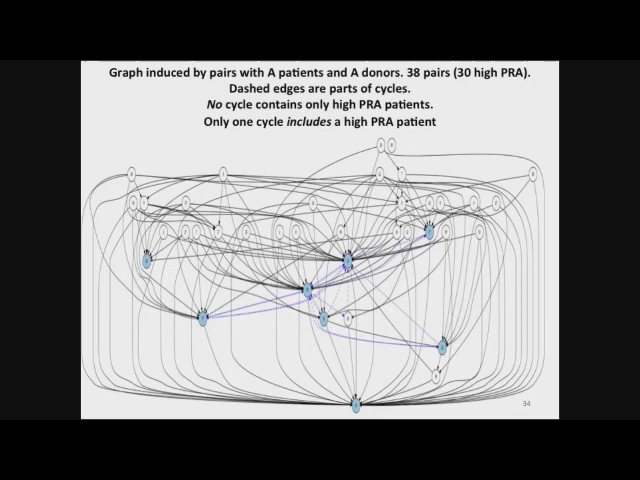 Graph induced by pairs with A patients and A donors. 38 pairs (30 high PRA).
Dashed edges are parts of cycles.
No cycle contains only high PRA patients.
Only one cycle includes a high PRA patient
34